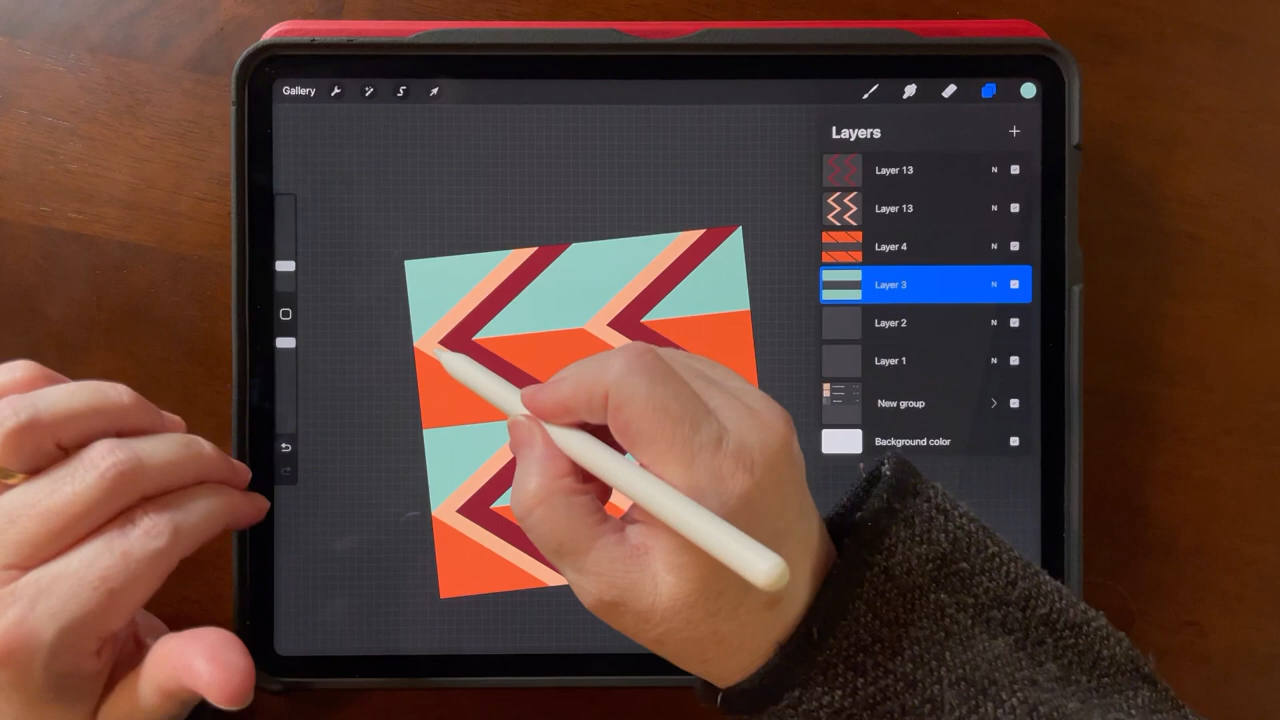 Gallery
Layers
Layer 13 N
Layer 13 N
Layer 4 N
Layer 3 N
Layer 2 N
Layer 1 N
New group
Background color